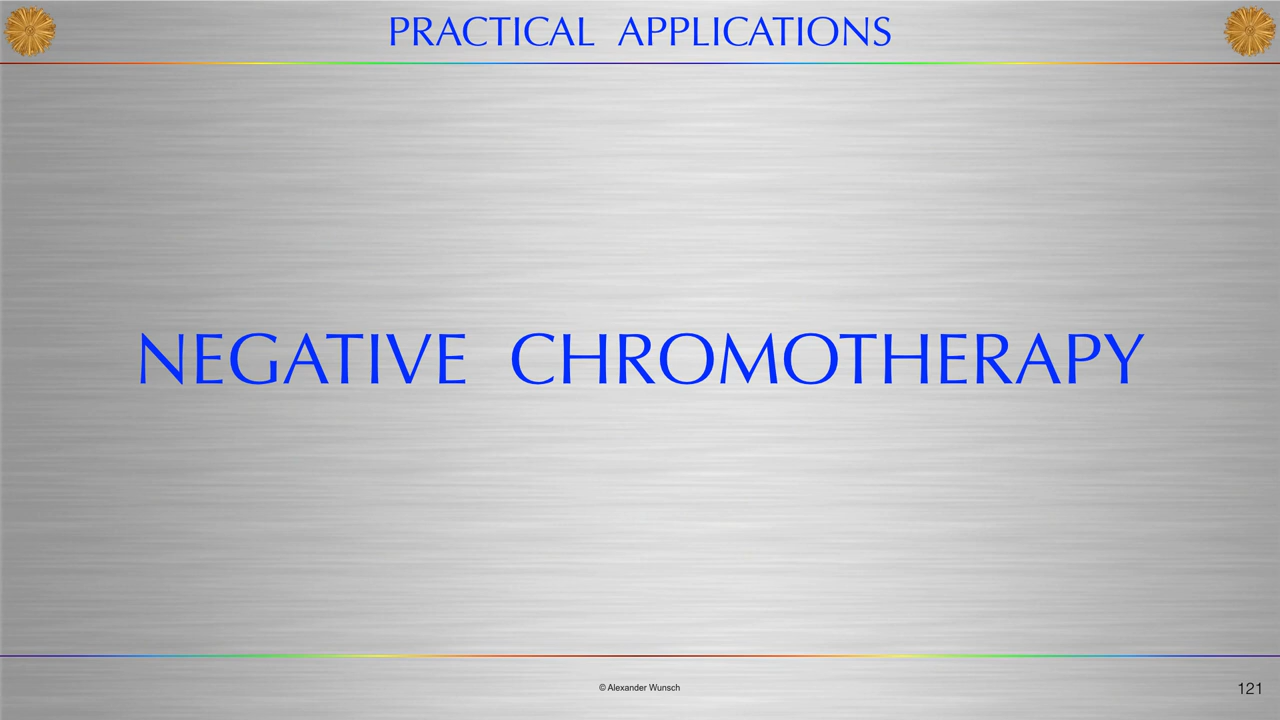 PRACTICAL APPLICATIONS
NEGATIVE CHROMOTHERAPY
© Alexander Wunsch
121